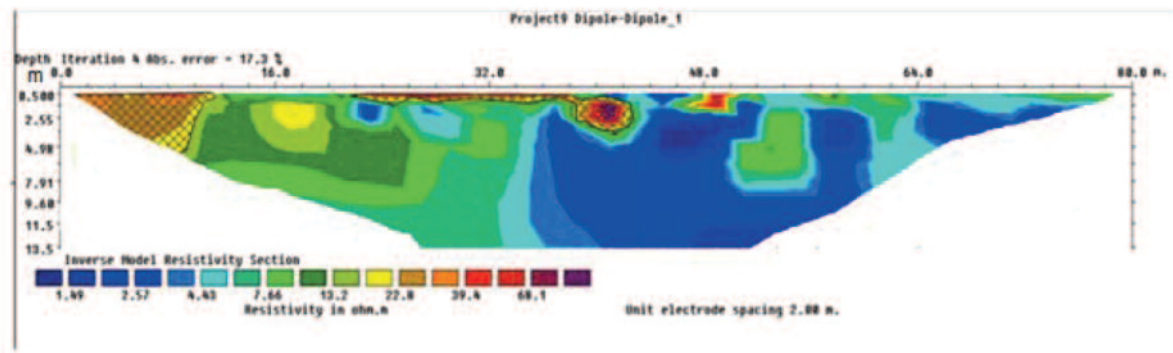 Project9 Dipole-Dipole_1
Depth Iteration 4 Abs. error = 17.3 %
m 0.0 16.0 32.0 48.0 64.0 80.0 m.
0.500
2.55
4.98
7.91
9.60
11.5
13.5
Inverse Model Resistivity Section
1.49 2.57 4.43 7.66 13.2 22.8 39.4 68.1
Resistivity in ohm.m Unit electrode spacing 2.00 m.